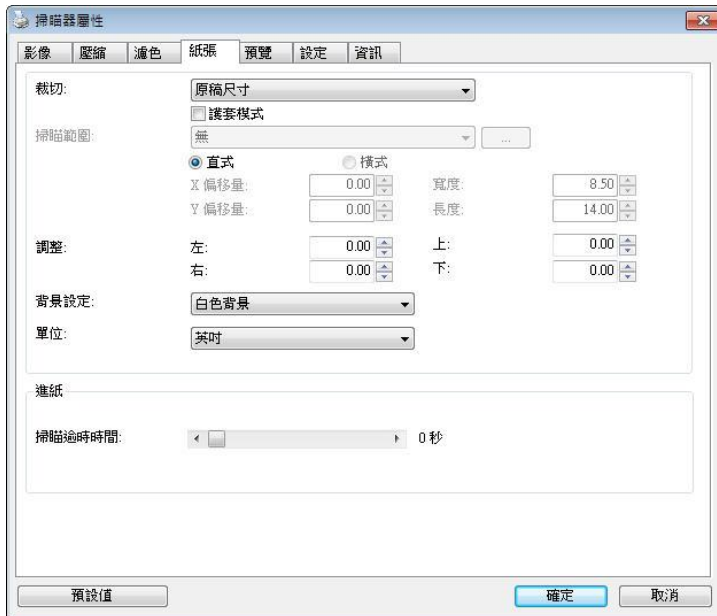 掃瞄器屬性
影像 壓縮 濾色 紙張 預覽 設定 資訊
裁切: 原稿尺寸
護套模式
掃瞄範圍: 無 ...
直式 橫式
X 偏移量: 0.00 寬度: 8.50
Y 偏移量: 0.00 長度: 14.00
調整: 左: 0.00 上: 0.00
右: 0.00 下: 0.00
背景設定: 白色背景
單位: 英吋
進紙
掃瞄逾時時間: 0 秒
預設值 確定 取消